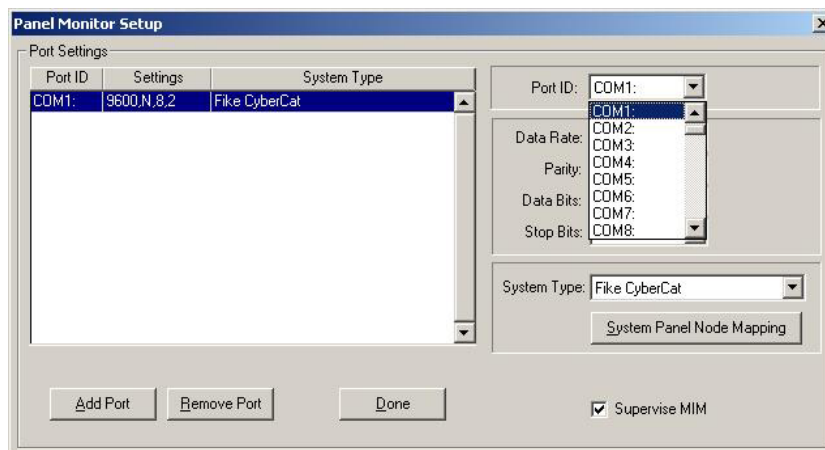 Panel Monitor Setup
Port Settings
Port ID Settings System Type
COM1: 9600,N,8,2 Fike CyberCat
Port ID: COM1:
COM1:
COM2:
COM3:
COM4:
COM5:
COM6:
COM7:
COM8:
Data Rate:
Parity:
Data Bits:
Stop Bits:
System Type: Fike CyberCat
System Panel Node Mapping
Add Port Remove Port Done
Supervise MIM